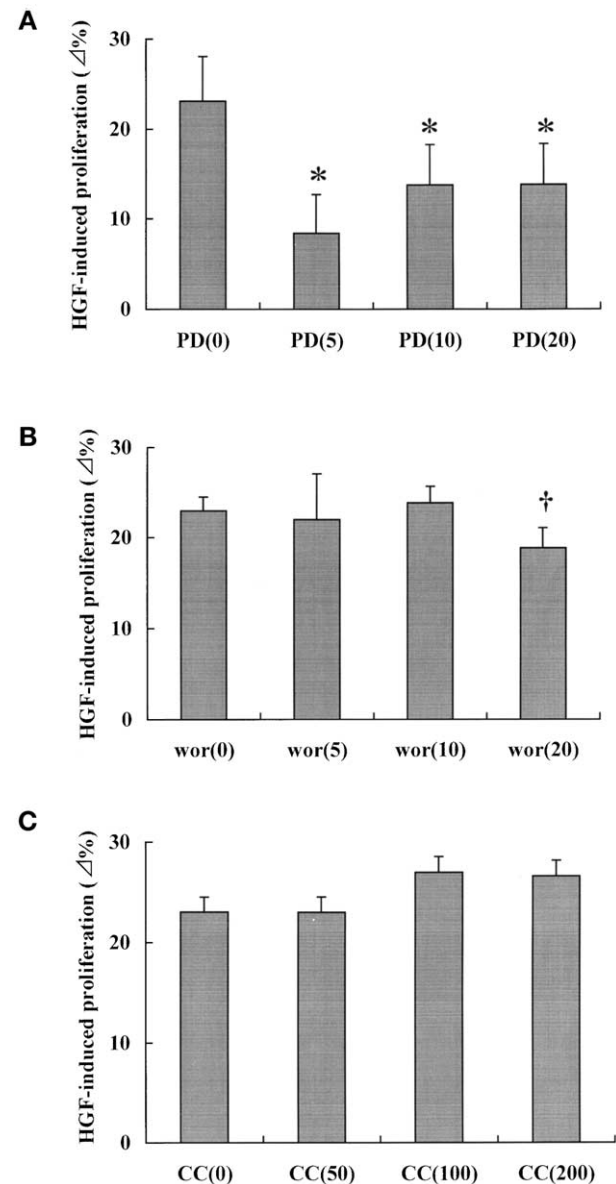 A
HGF-induced proliferation (⊿%)
30
20
10
0
*
*
*
PD(0) PD(5) PD(10) PD(20)
B
HGF-induced proliferation (⊿%)
30
20
10
0
†
wor(0) wor(5) wor(10) wor(20)
C
HGF-induced proliferation (⊿%)
30
20
10
0
CC(0) CC(50) CC(100) CC(200)